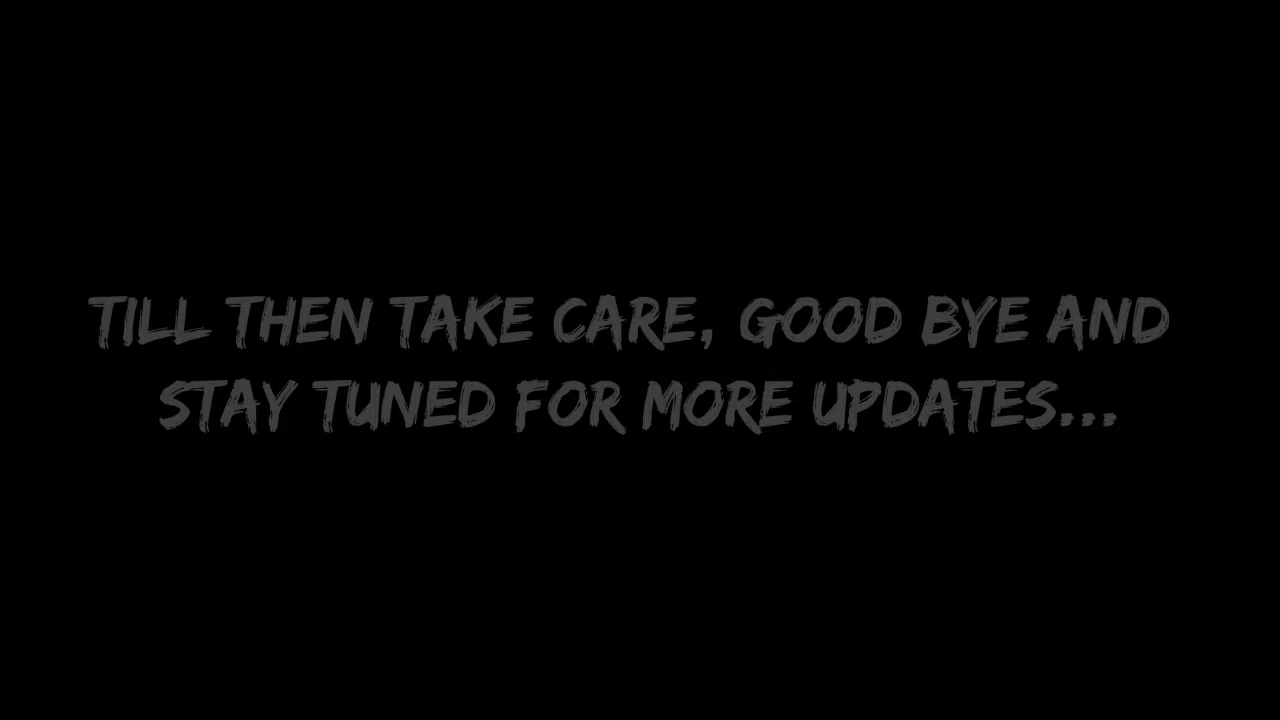 TILL THEN TAKE CARE, GOOD BYE AND
STAY TUNED FOR MORE UPDATES...